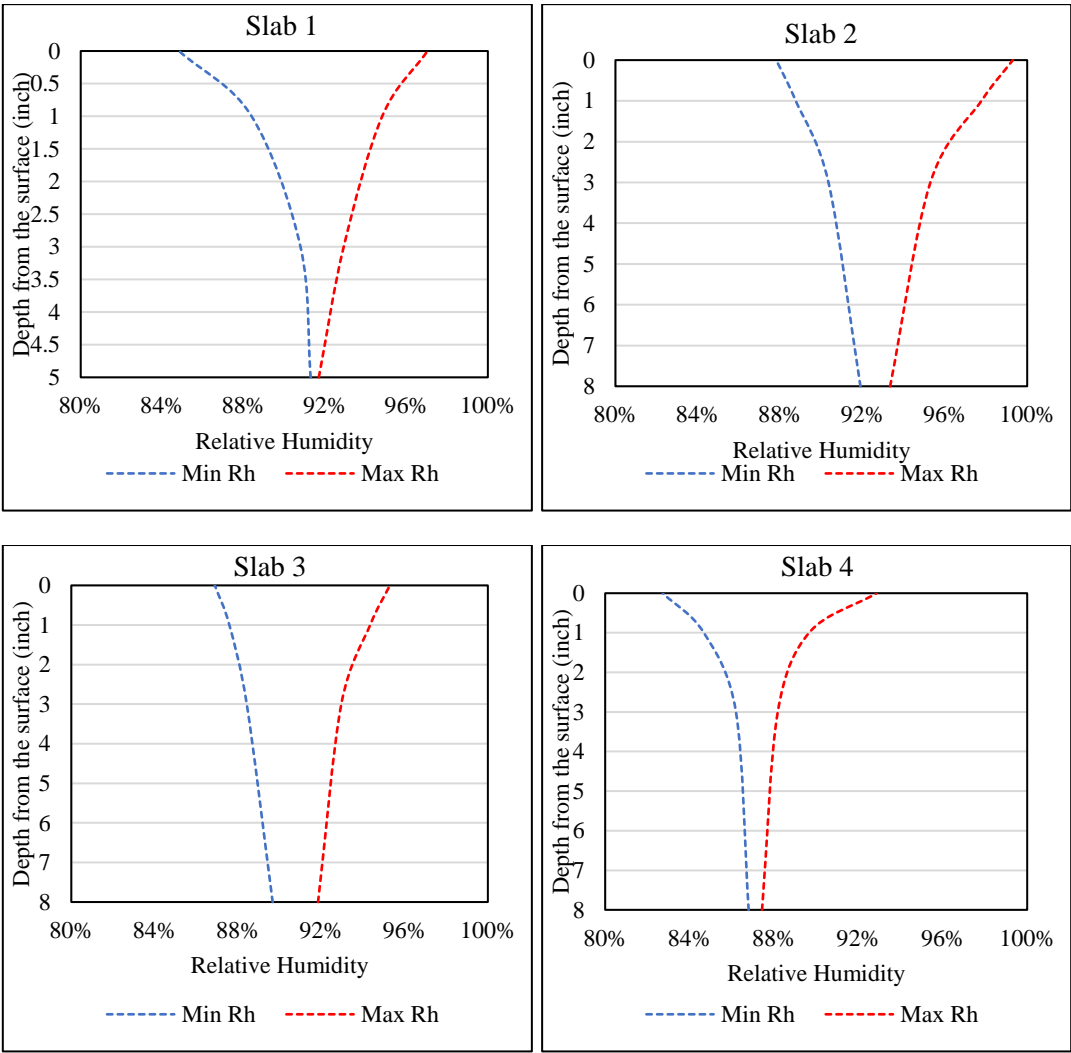 Slab 1
Depth from the surface (inch)
0
0.5
1
1.5
2
2.5
3
3.5
4
4.5
5
80% 84% 88% 92% 96% 100%
Relative Humidity
Min Rh Max Rh
Slab 2
Depth from the surface (inch)
0
1
2
3
4
5
6
7
8
80% 84% 88% 92% 96% 100%
Relative Humidity
Min Rh Max Rh
Slab 3
Depth from the surface (inch)
0
1
2
3
4
5
6
7
8
80% 84% 88% 92% 96% 100%
Relative Humidity
Min Rh Max Rh
Slab 4
Depth from the surface (inch)
0
1
2
3
4
5
6
7
8
80% 84% 88% 92% 96% 100%
Relative Humidity
Min Rh Max Rh